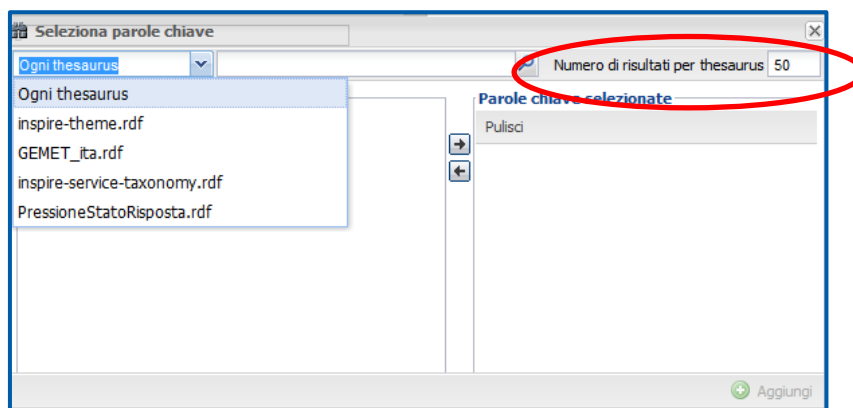 Seleziona parole chiave
Ogni thesaurus
Numero di risultati per thesaurus 50
Ogni thesaurus
inspire-theme.rdf
GEMET_ita.rdf
inspire-service-taxonomy.rdf
PressioneStatoRisposta.rdf
Parole chiave selezionate
Pulisci
Aggiungi